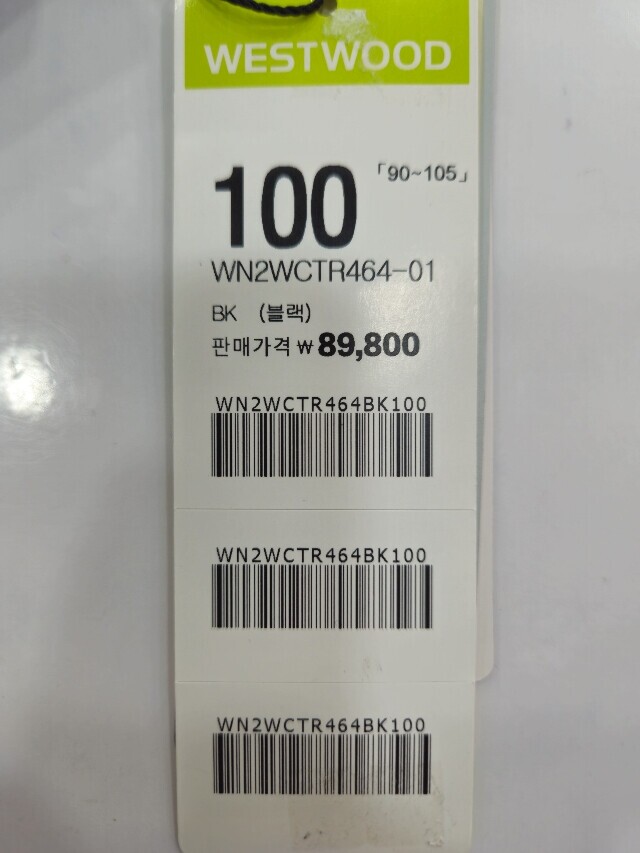 WESTWOOD
100 「90~105」
WN2WCTR464-01
BK (블랙)
판매가격 ₩89,800
WN2WCTR464BK100
WN2WCTR464BK100
WN2WCTR464BK100